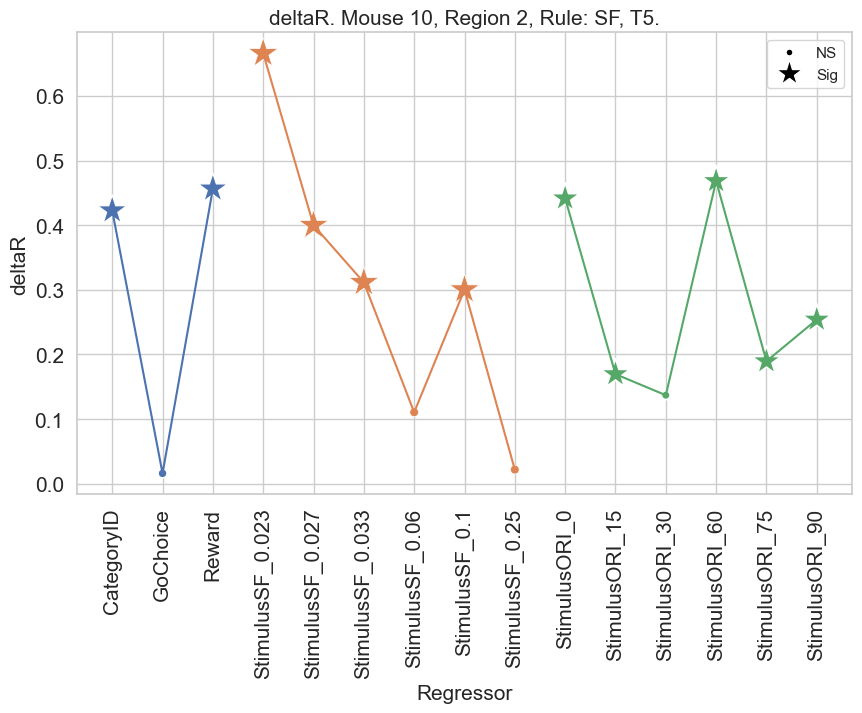 deltaR. Mouse 10, Region 2, Rule: SF, T5.
NS
Sig
deltaR
0.6
0.5
0.4
0.3
0.2
0.1
0.0
CategoryID
GoChoice
Reward
StimulusSF_0.023
StimulusSF_0.027
StimulusSF_0.033
StimulusSF_0.06
StimulusSF_0.1
StimulusSF_0.25
StimulusORI_0
StimulusORI_15
StimulusORI_30
StimulusORI_60
StimulusORI_75
StimulusORI_90
Regressor